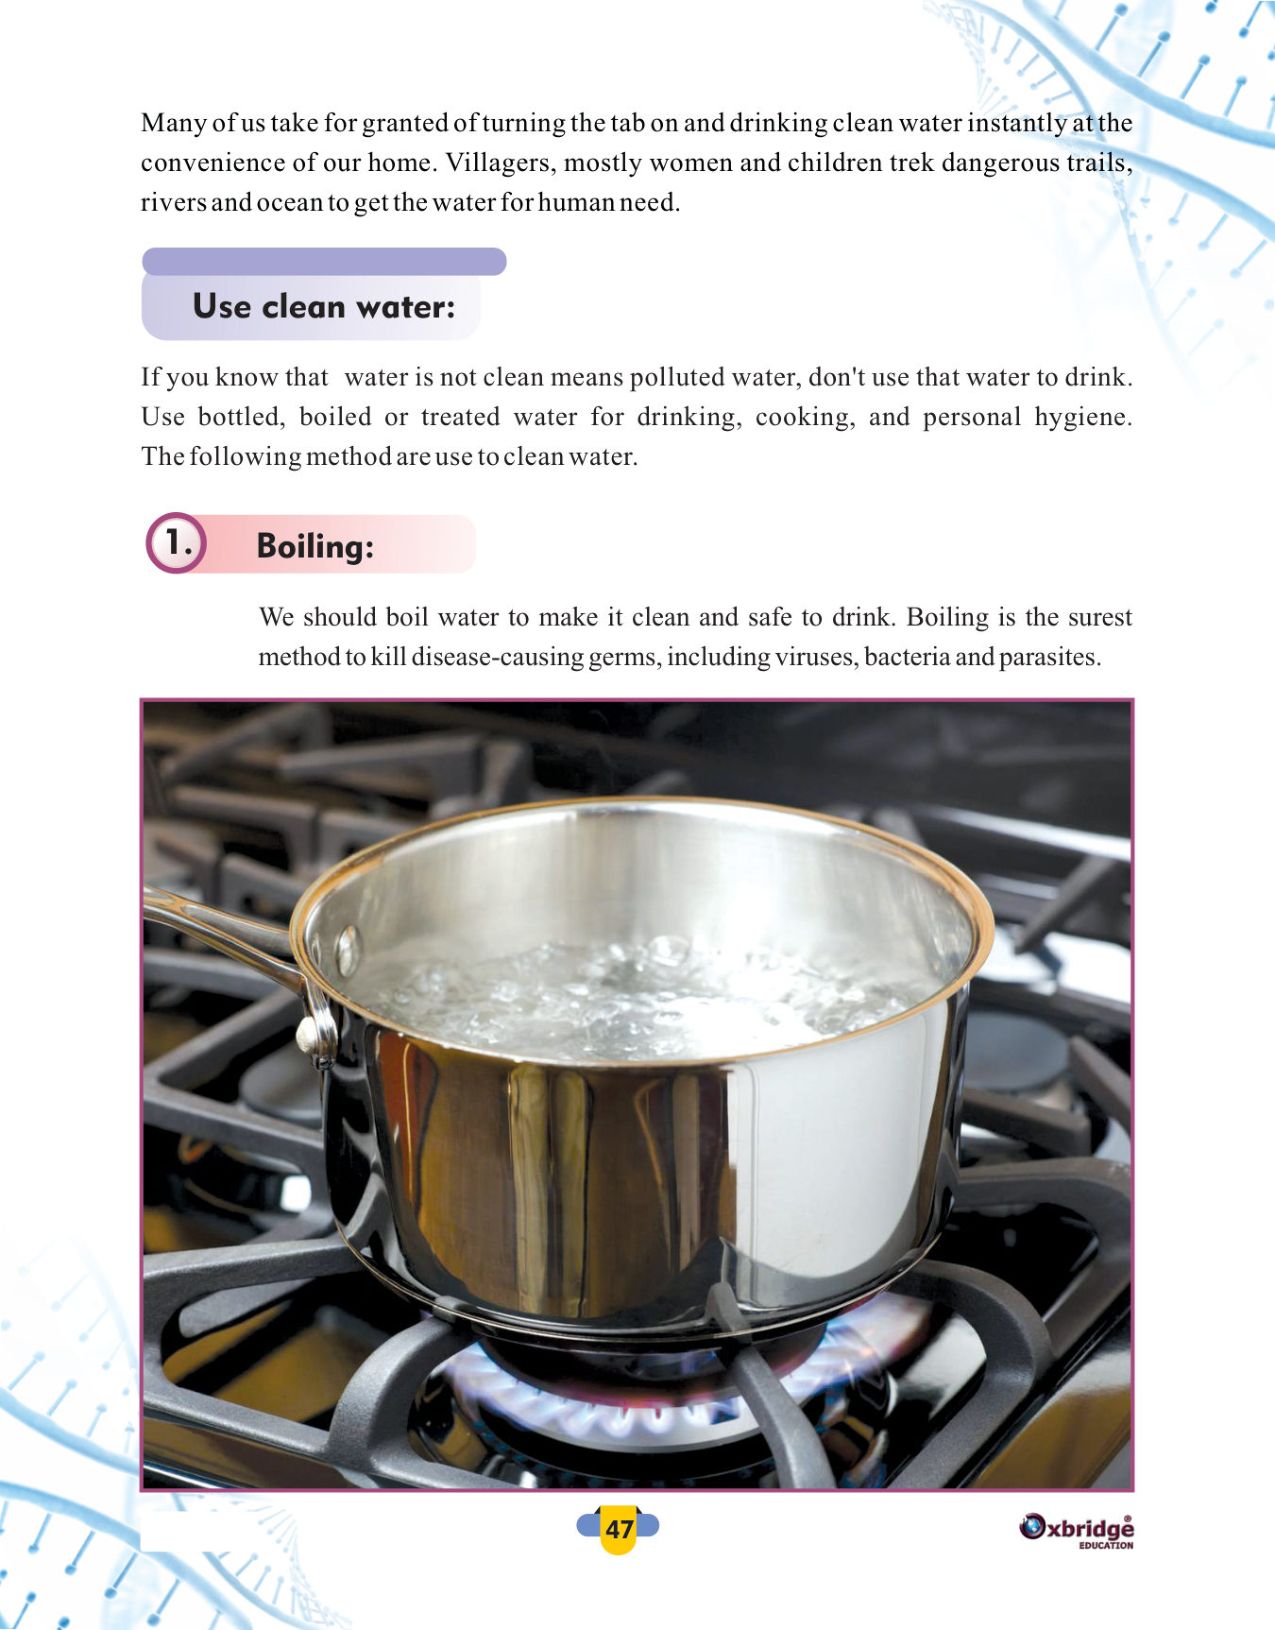 Many of us take for granted of turning the tab on and drinking clean water instantly at the
convenience of our home. Villagers, mostly women and children trek dangerous trails,
rivers and ocean to get the water for human need.
Use clean water:
If you know that water is not clean means polluted water, don't use that water to drink.
Use bottled, boiled or treated water for drinking, cooking, and personal hygiene.
The following method are use to clean water.
1. Boiling:
We should boil water to make it clean and safe to drink. Boiling is the surest
method to kill disease-causing germs, including viruses, bacteria and parasites.
47
Oxbridge®
EDUCATION